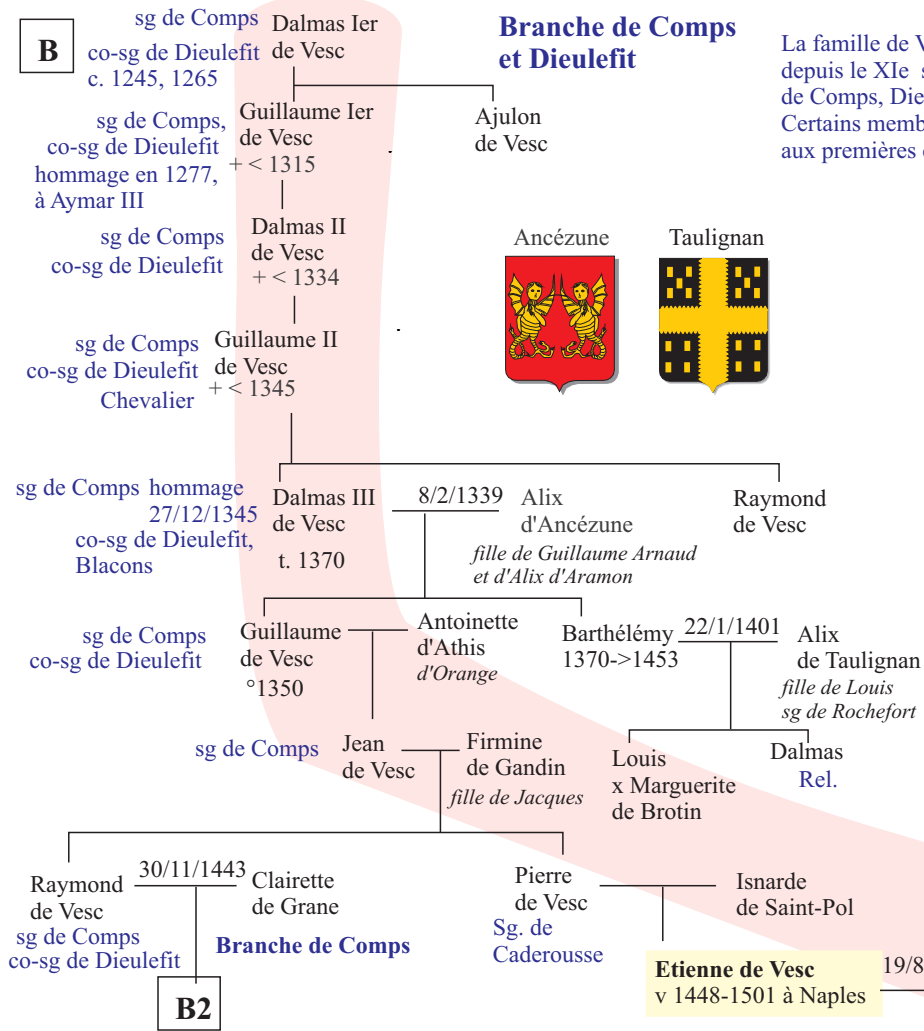 B
Branche de Comps
et Dieulefit
La famille de V
depuis le XIe s
de Comps, Die
Certains memb
aux premières
sg de Comps
co-sg de Dieulefit
c. 1245, 1265
Dalmas Ier
de Vesc
sg de Comps,
co-sg de Dieulefit
hommage en 1277,
à Aymar III
Guillaume Ier
de Vesc
+ < 1315
Ajulon
de Vesc
sg de Comps
co-sg de Dieulefit
Dalmas II
de Vesc
+ < 1334
Ancézune
Taulignan
sg de Comps
co-sg de Dieulefit
Chevalier
Guillaume II
de Vesc
+ < 1345
sg de Comps hommage
27/12/1345
co-sg de Dieulefit,
Blacons
Dalmas III
de Vesc
t. 1370
8/2/1339
Alix
d'Ancézune
fille de Guillaume Arnaud
et d'Alix d'Aramon
Raymond
de Vesc
sg de Comps
co-sg de Dieulefit
Guillaume
de Vesc
°1350
Antoinette
d'Athis
d'Orange
Barthélémy
1370->1453
22/1/1401
Alix
de Taulignan
fille de Louis
sg de Rochefort
sg de Comps
Jean
de Vesc
Firmine
de Gandin
fille de Jacques
Louis
x Marguerite
de Brotin
Dalmas
Rel.
Raymond
de Vesc
sg de Comps
co-sg de Dieulefit
30/11/1443
Clairette
de Grane
Branche de Comps
B2
Pierre
de Vesc
Sg. de
Caderousse
Isnarde
de Saint-Pol
Etienne de Vesc
v 1448-1501 à Naples
19/8